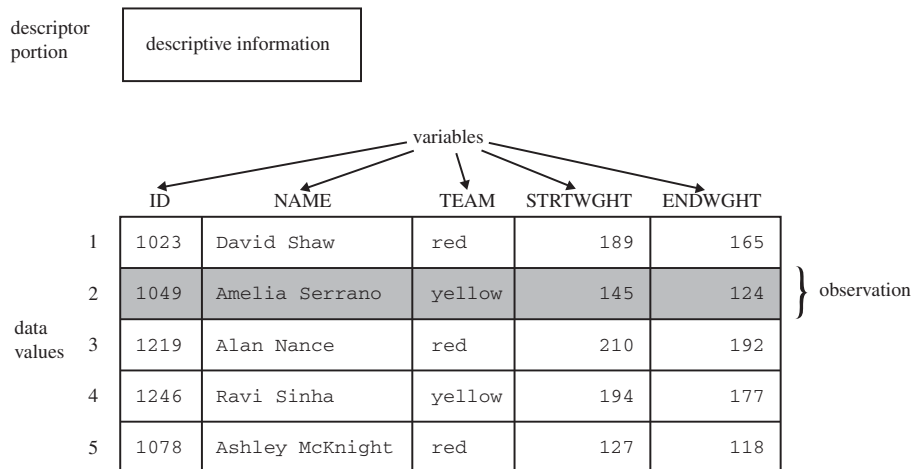 descriptor
portion
descriptive information
variables
ID NAME TEAM STRTWGHT ENDWGHT
1 1023 David Shaw red 189 165
2 1049 Amelia Serrano yellow 145 124
observation
data
values
3 1219 Alan Nance red 210 192
4 1246 Ravi Sinha yellow 194 177
5 1078 Ashley McKnight red 127 118